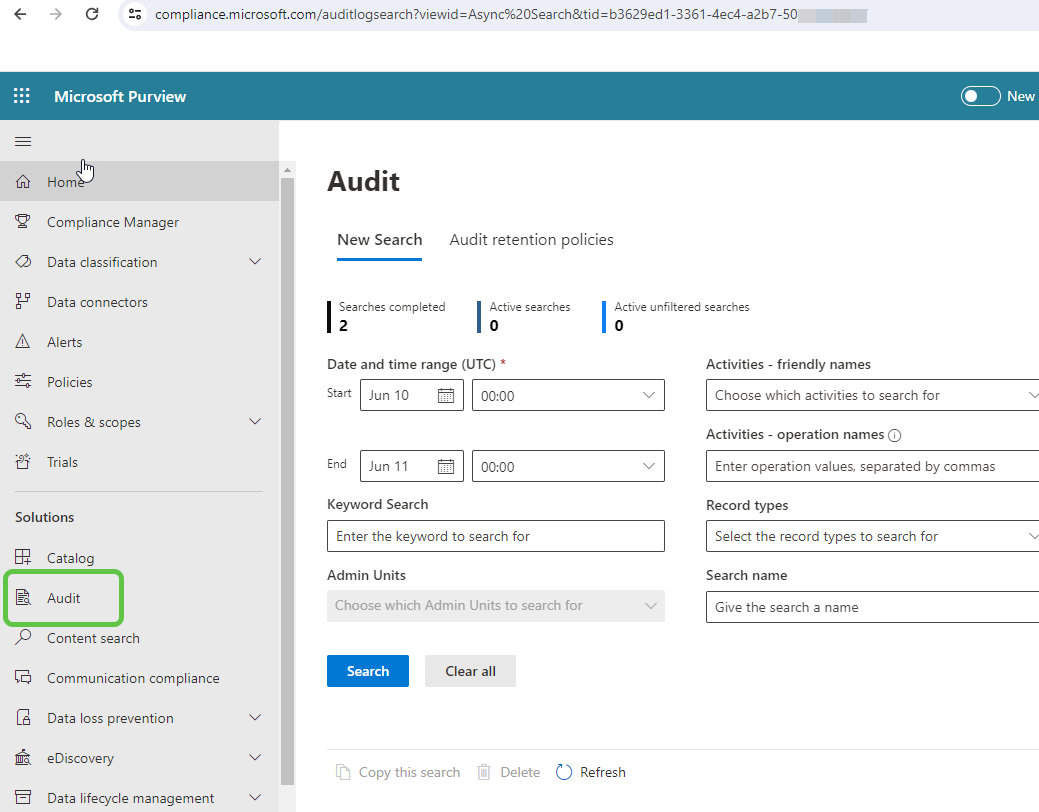 compliance.microsoft.com/auditlogsearch?viewid=Async%20Search&tid=b3629ed1-3361-4ec4-a2b7-50
Microsoft Purview
New
Home
Compliance Manager
Data classification
Data connectors
Alerts
Policies
Roles & scopes
Trials
Solutions
Catalog
Audit
Content search
Communication compliance
Data loss prevention
eDiscovery
Data lifecycle management
Audit
New Search Audit retention policies
Searches completed Active searches Active unfiltered searches
2 0 0
Date and time range (UTC) *
Start Jun 10 00:00
End Jun 11 00:00
Keyword Search
Enter the keyword to search for
Admin Units
Choose which Admin Units to search for
Activities - friendly names
Choose which activities to search for
Activities - operation names
Enter operation values, separated by commas
Record types
Select the record types to search for
Search name
Give the search a name
Search Clear all
Copy this search Delete Refresh